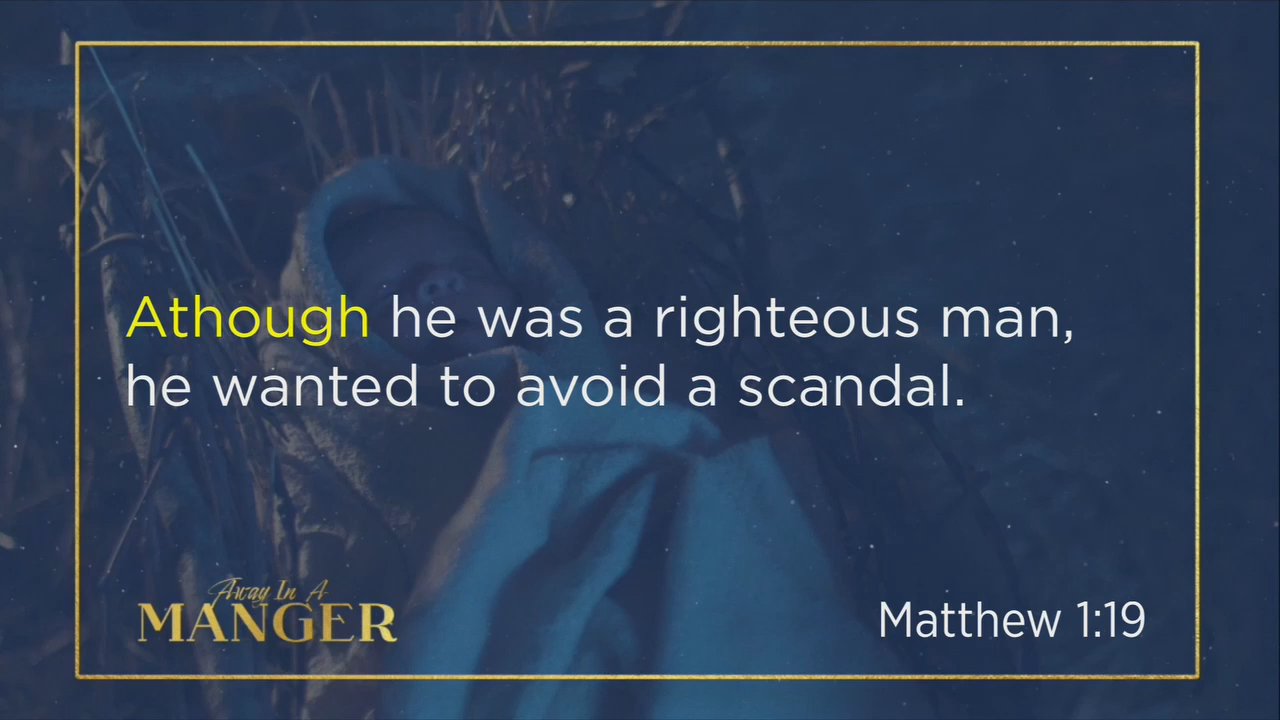 Athough he was a righteous man,
he wanted to avoid a scandal.
Away In A
MANGER
Matthew 1:19